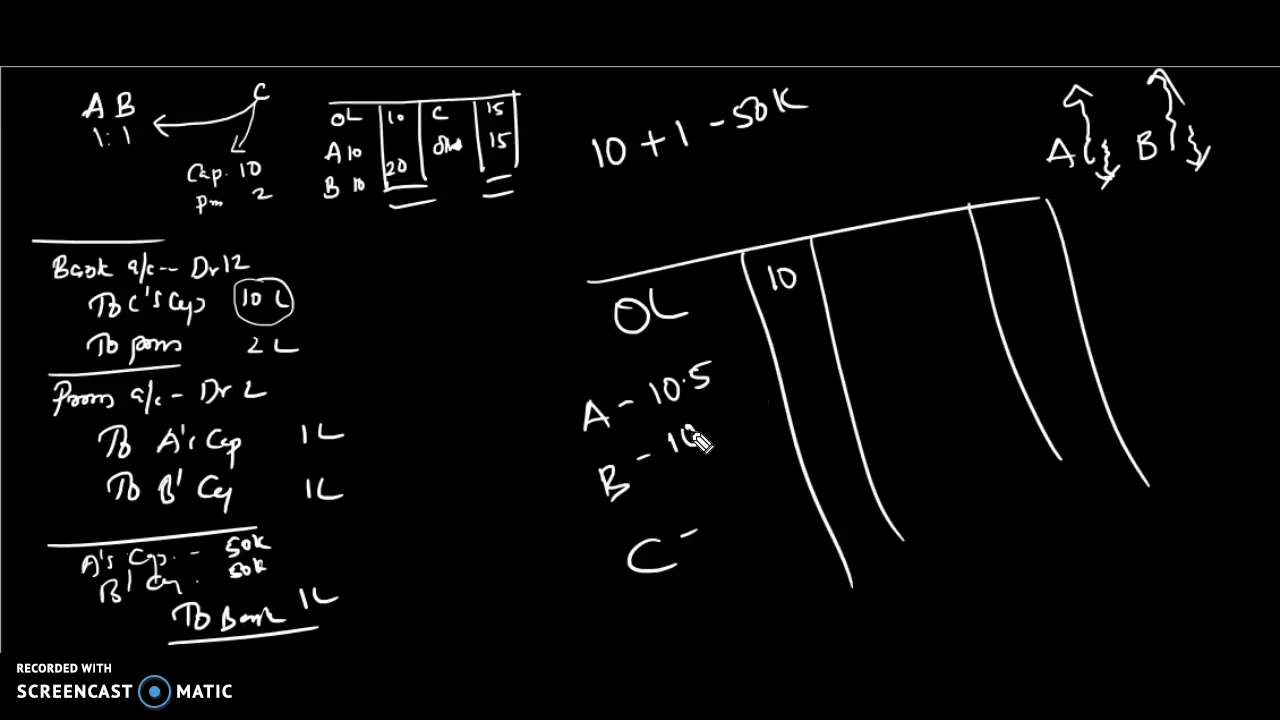 A B
1:1
C
Cap. 10
pm 2
OL 10 C 15
A 10 15
B 10 20
10 + 1 - 50K
A B
Bank a/c -- Dr 12
To C's Cap 10 L
To prm 2 L
Prem a/c - Dr 2
To A's Cap 1L
To B' Cap 1L
A's Cap. - 50K
B' Cap. 50K
To Bank 1L
OL 10
A - 10.5
B - 10
C -
RECORDED WITH
SCREENCAST MATIC